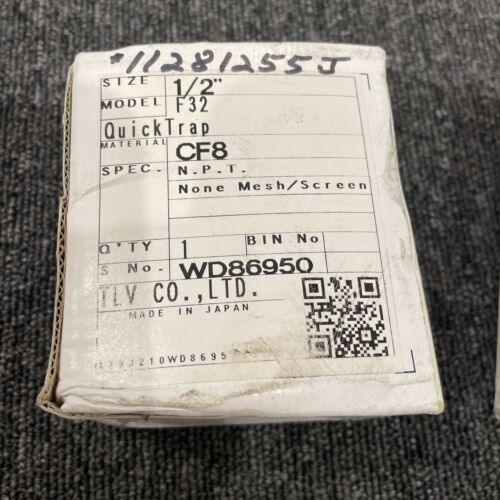 *11281255J
SIZE 1/2"
MODEL F32
QuickTrap
MATERIAL CF8
SPEC. N.P.T.
None Mesh/Screen
Q'TY 1 BIN No
S No. WD86950
TLV CO.,LTD.
MADE IN JAPAN